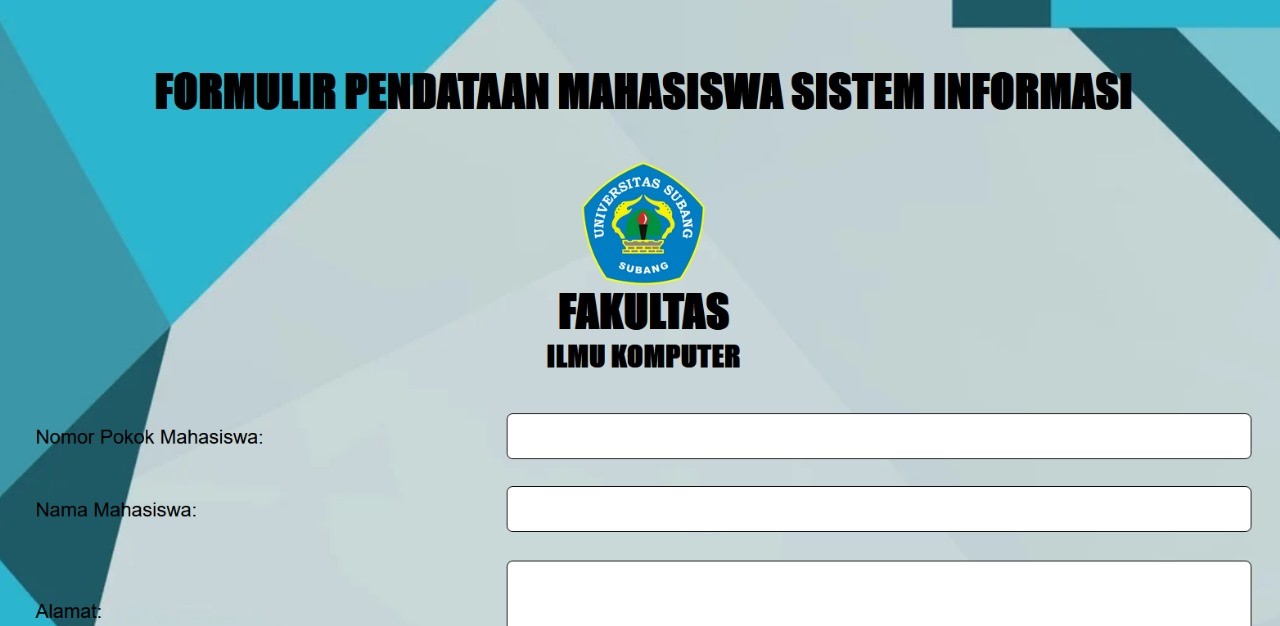 FORMULIR PENDATAAN MAHASISWA SISTEM INFORMASI
UNIVERSITAS SUBANG
SUBANG
FAKULTAS
ILMU KOMPUTER
Nomor Pokok Mahasiswa:
Nama Mahasiswa:
Alamat: